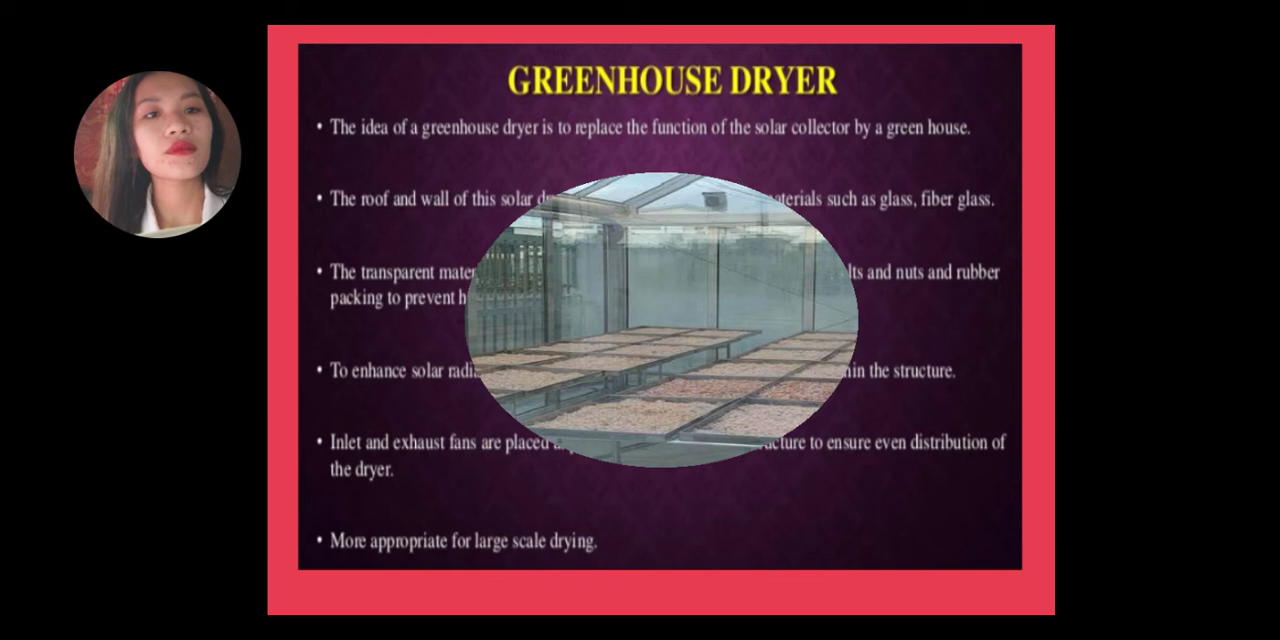 GREENHOUSE DRYER
• The idea of a greenhouse dryer is to replace the function of the solar collector by a green house.
• The roof and wall of this solar such as glass, fiber glass.
• The transparent and nuts and rubber
packing to prevent
• To enhance solar the structure.
• Inlet and exhaust fans are placed to ensure even distribution of
the dryer.
• More appropriate for large scale drying.